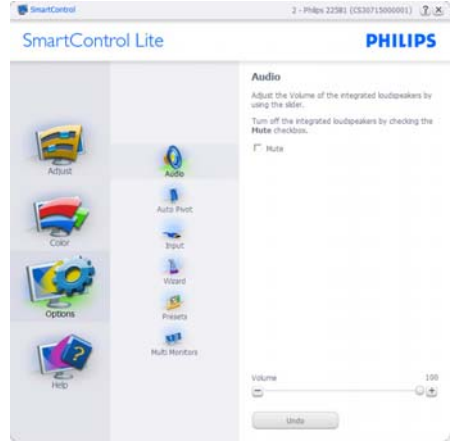 SmartControl
2 - Philips 225B1 (CS30715000001)
SmartControl Lite
PHILIPS
Adjust
Color
Options
Help
Audio
Auto Pivot
Input
Wizard
Presets
Multi Monitors
Audio
Adjust the Volume of the integrated loudspeakers by
using the slider.
Turn off the integrated loudspeakers by checking the
Mute checkbox.
Mute
Volume
100
Undo